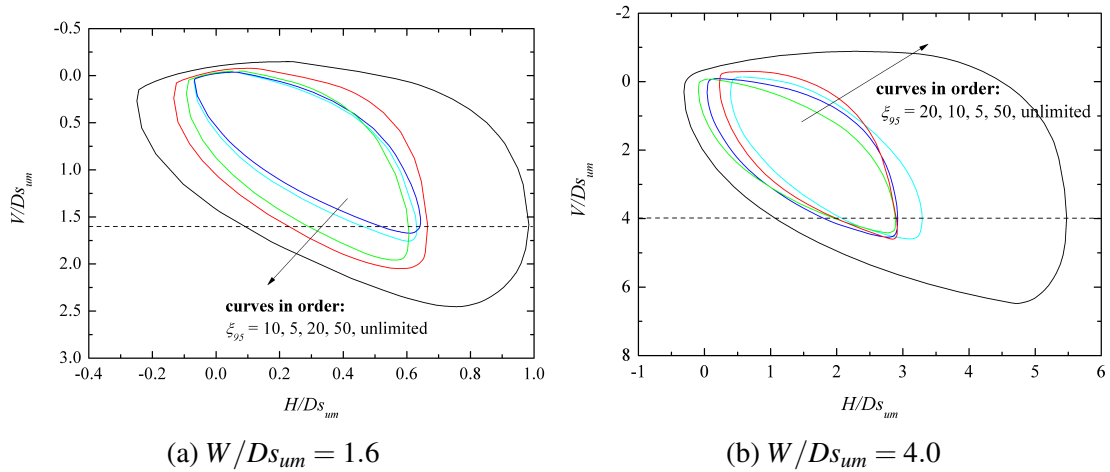 -0.5
0.0
0.5
1.0
1.5
2.0
2.5
3.0
V/Ds_um
-0.4 -0.2 0.0 0.2 0.4 0.6 0.8 1.0
H/Ds_um
curves in order:
ξ_95 = 10, 5, 20, 50, unlimited
(a) W/Ds_um = 1.6
-2
0
2
4
6
8
V/Ds_um
-1 0 1 2 3 4 5 6
H/Ds_um
curves in order:
ξ_95 = 20, 10, 5, 50, unlimited
(b) W/Ds_um = 4.0